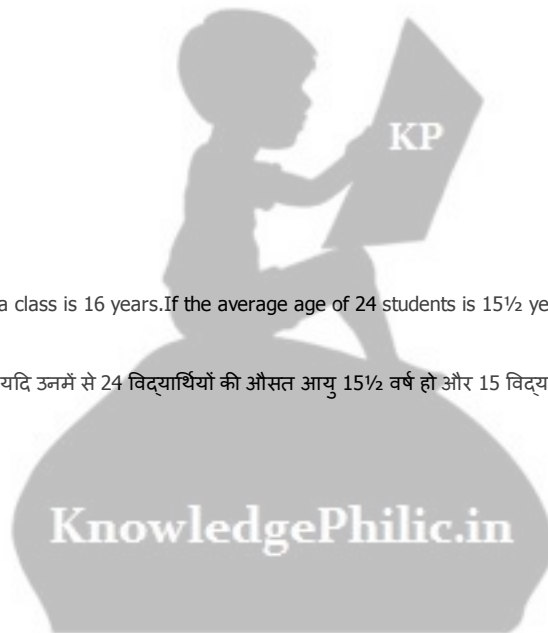 KP
a class is 16 years.If the average age of 24 students is 15½ ye
यदि उनमें से 24 विद्यार्थियों की औसत आयु 15½ वर्ष हो और 15 विद्या
KnowledgePhilic.in